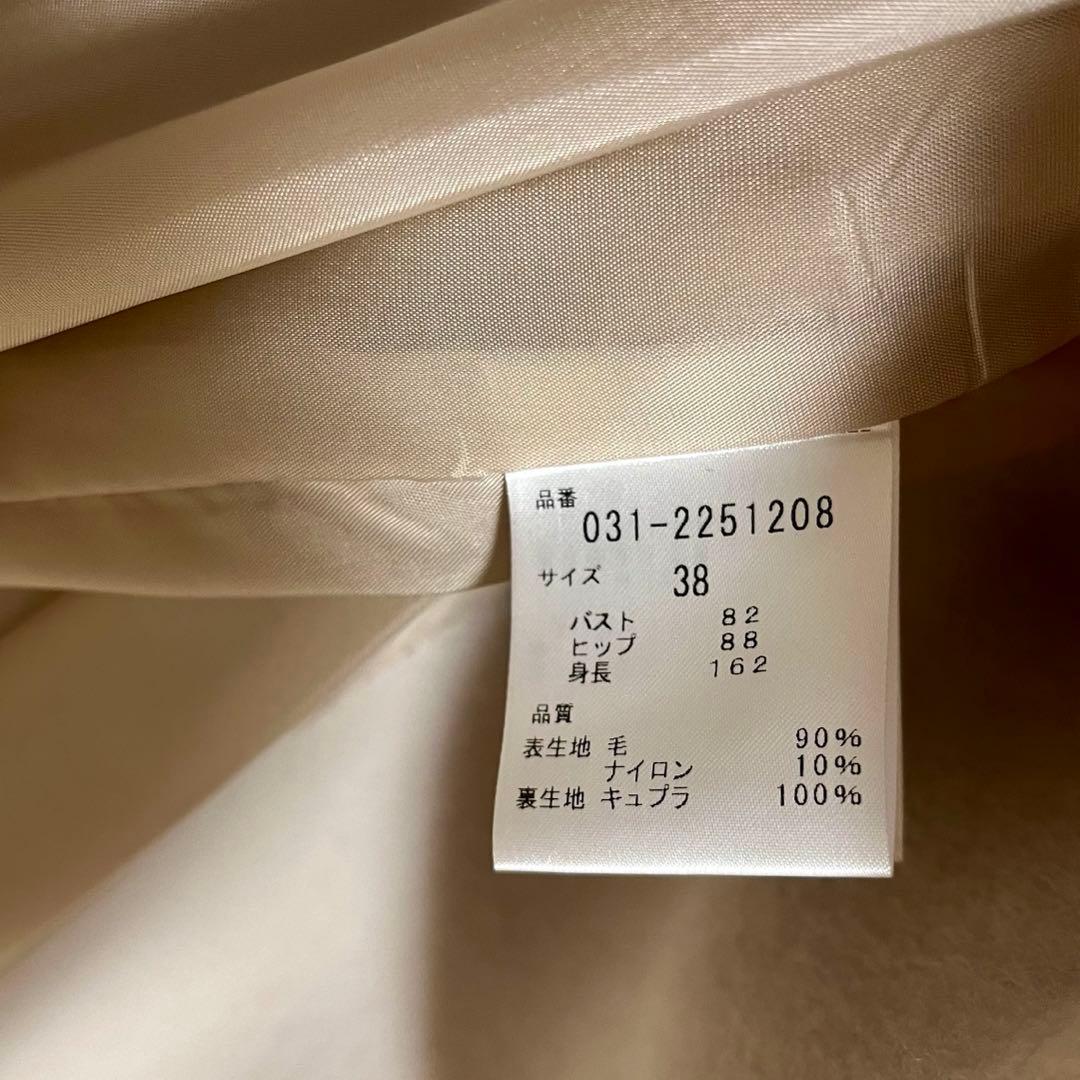 品番
031-2251208
サイズ 38
バスト 82
ヒップ 88
身長 162
品質
表生地 毛 90%
ナイロン 10%
裏生地 キュプラ 100%